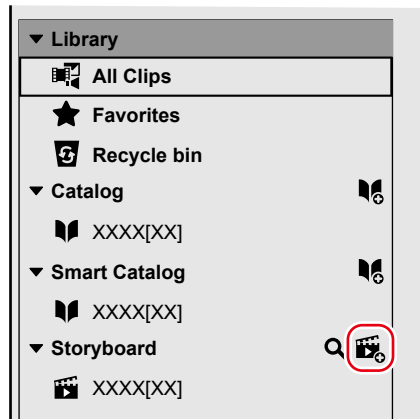 Library
All Clips
Favorites
Recycle bin
Catalog
XXXX[XX]
Smart Catalog
XXXX[XX]
Storyboard
XXXX[XX]